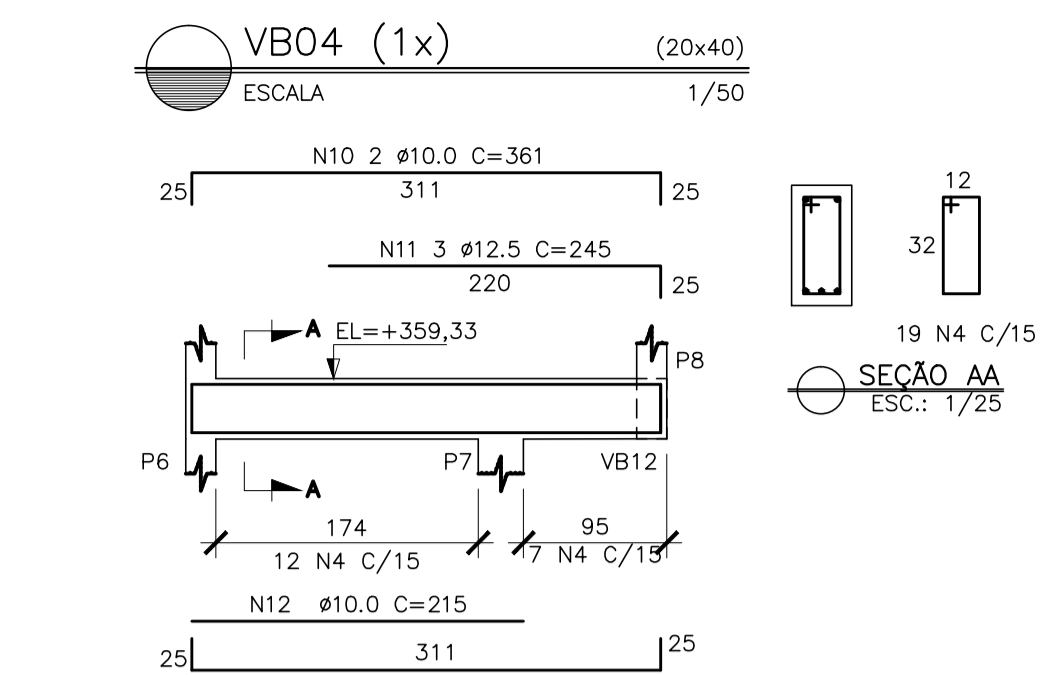 VB04 (1x) (20x40)
ESCALA 1/50
N10 2 ø10.0 C=361
25 311 25
N11 3 ø12.5 C=245
220 25
A EL=+359,33
P8
P6 P7 VB12
A
174 95
12 N4 C/15 7 N4 C/15
N12 ø10.0 C=215
25 311 25
12
32
19 N4 C/15
SEÇÃO AA
ESC.: 1/25